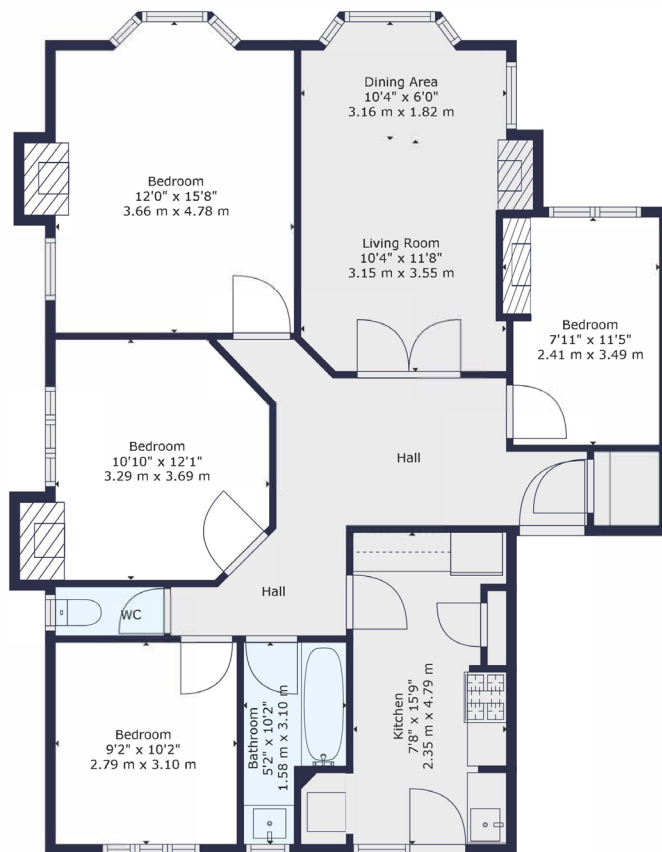 Dining Area
10'4" x 6'0"
3.16 m x 1.82 m
Bedroom
12'0" x 15'8"
3.66 m x 4.78 m
Living Room
10'4" x 11'8"
3.15 m x 3.55 m
Bedroom
7'11" x 11'5"
2.41 m x 3.49 m
Bedroom
10'10" x 12'1"
3.29 m x 3.69 m
Hall
Hall
WC
Bedroom
9'2" x 10'2"
2.79 m x 3.10 m
Bathroom
5'2" x 10'2"
1.58 m x 3.10 m
Kitchen
7'8" x 15'9"
2.35 m x 4.79 m